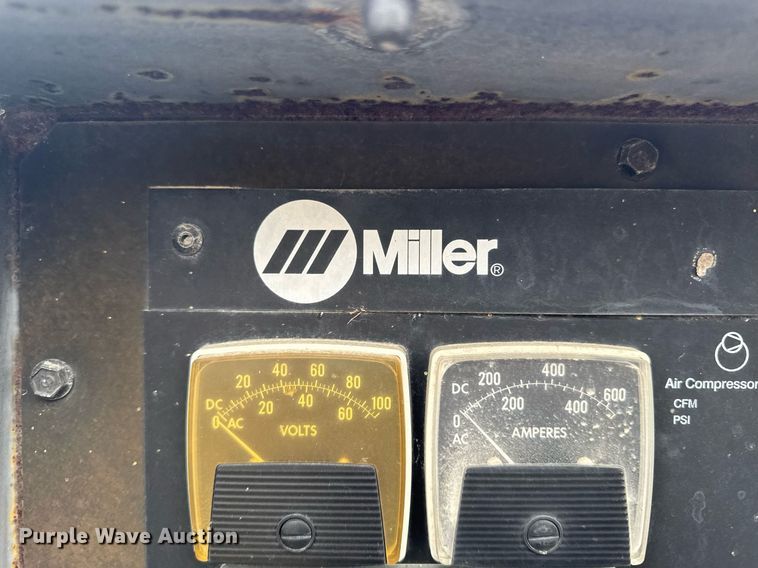 Miller®
20 40 60 80 100
DC
0 20 40 60
AC
VOLTS
200 400 600
DC
0 200 400
AC
AMPERES
Air Compressor
CFM
PSI
Purple Wave Auction